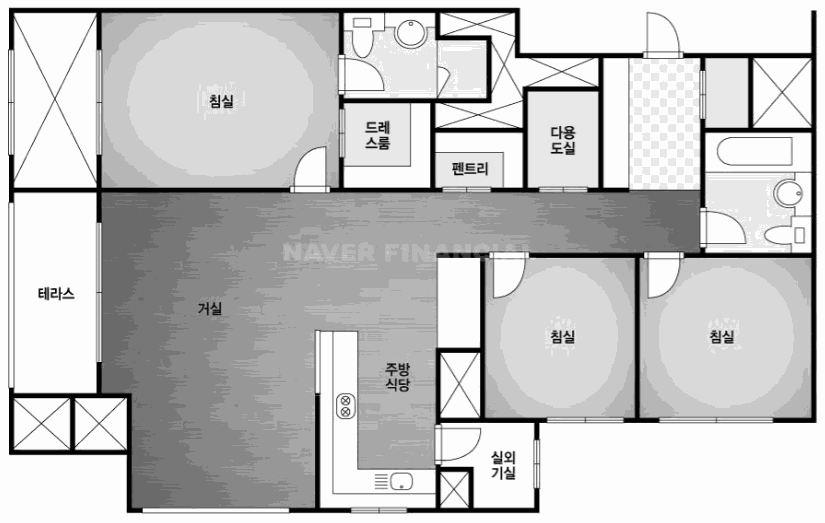 침실
드레
스룸
펜트리
다용
도실
NAVER FINANCIAL
테라스
거실
주방
식당
침실
침실
실외
기실